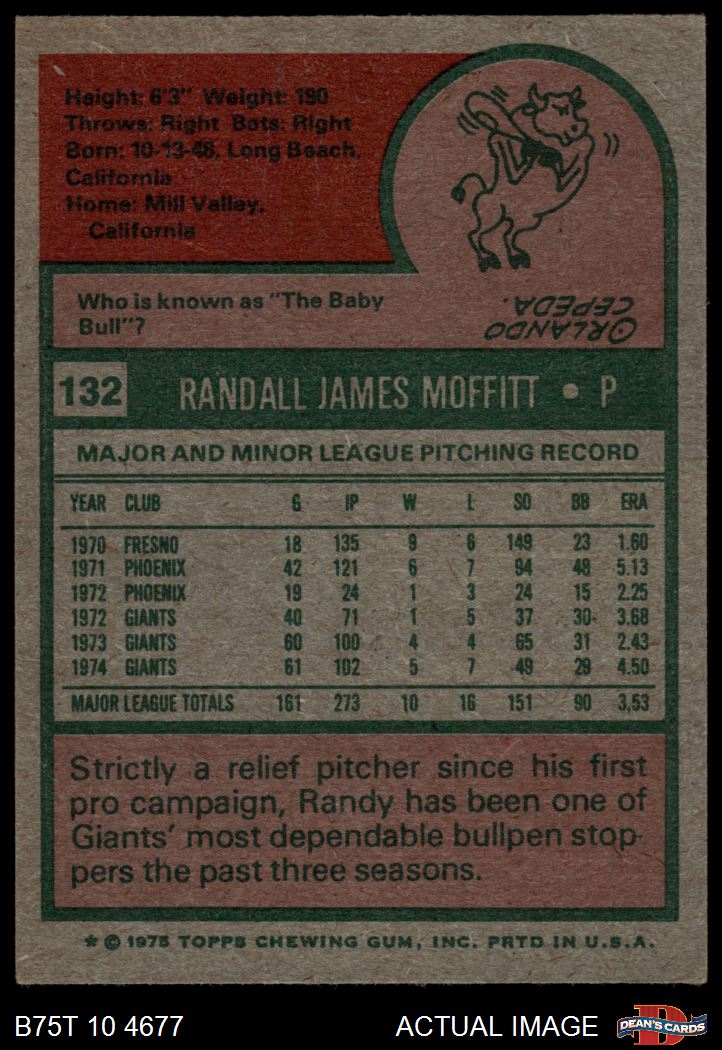 Height: 6'3" Weight: 190
Throws: Right Bats: Right
Born: 10-13-48, Long Beach,
California
Home: Mill Valley,
California
Who is known as "The Baby
Bull"?
ORLANDO
CEPEDA.
132 RANDALL JAMES MOFFITT • P
MAJOR AND MINOR LEAGUE PITCHING RECORD
YEAR CLUB G IP W L SO BB ERA
1970 FRESNO 18 135 9 6 149 23 1.60
1971 PHOENIX 42 121 6 7 94 48 5.13
1972 PHOENIX 19 24 1 3 24 15 2.25
1972 GIANTS 40 71 1 5 37 30 3.68
1973 GIANTS 60 100 4 4 65 31 2.43
1974 GIANTS 61 102 5 7 49 29 4.50
MAJOR LEAGUE TOTALS 161 273 10 16 151 90 3.53
Strictly a relief pitcher since his first
pro campaign, Randy has been one of
Giants' most dependable bullpen stop-
pers the past three seasons.
* © 1975 TOPPS CHEWING GUM, INC. PRTD IN U.S.A.
B75T 10 4677 ACTUAL IMAGE D DEAN'S CARDS